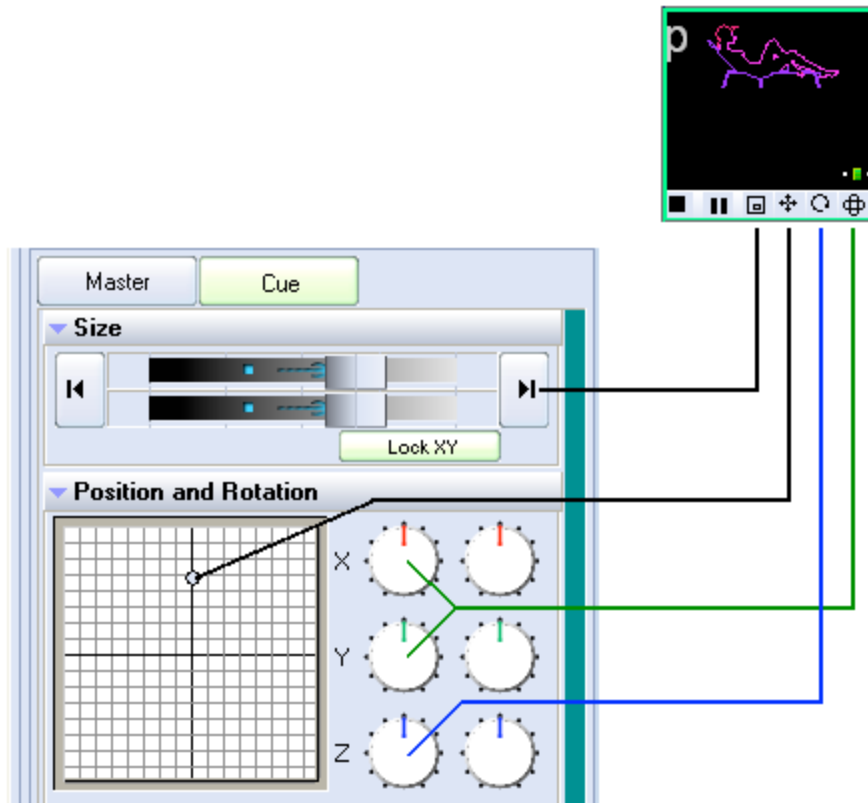 p
Master
Cue
Size
Lock XY
Position and Rotation
X
Y
Z